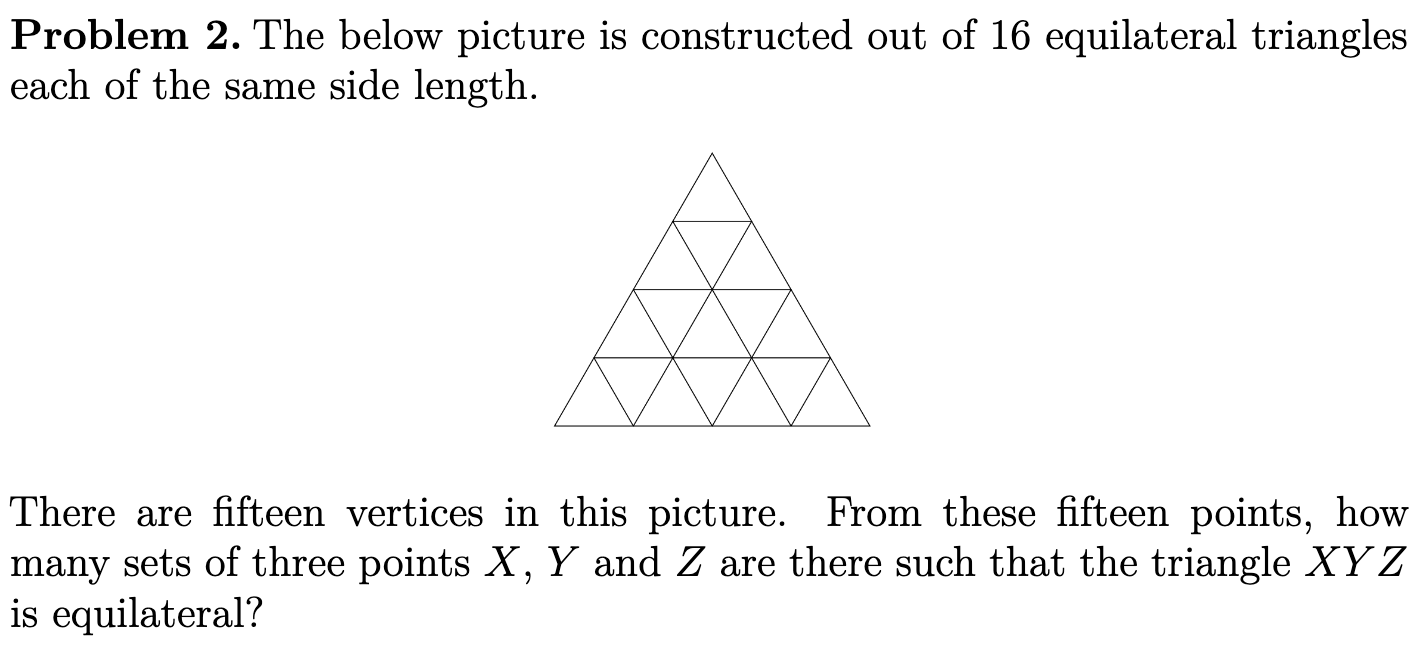 Problem 2. The below picture is constructed out of 16 equilateral triangles
each of the same side length.
There are fifteen vertices in this picture. From these fifteen points, how
many sets of three points X, Y and Z are there such that the triangle XYZ
is equilateral?